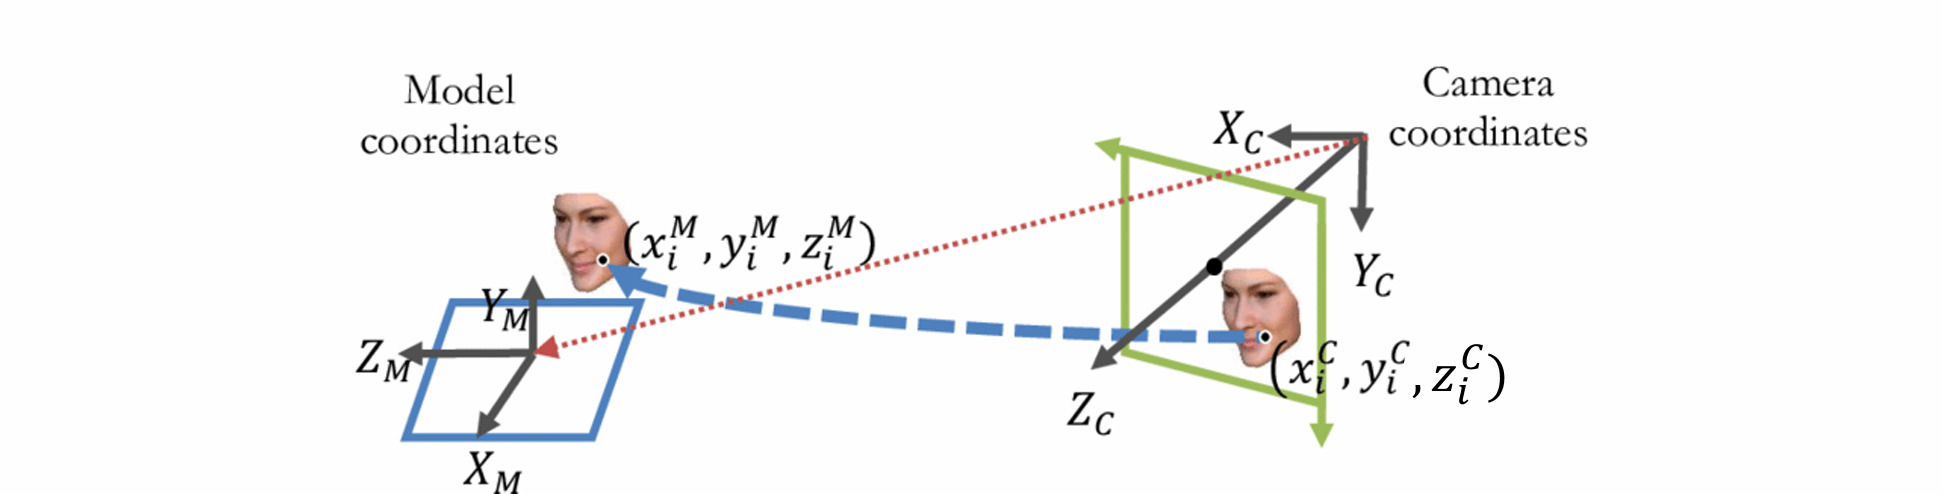 Model
coordinates
Camera
coordinates
X_C
Y_C
Z_C
(x_i^M, y_i^M, z_i^M)
Y_M
Z_M
X_M
(x_i^C, y_i^C, z_i^C)